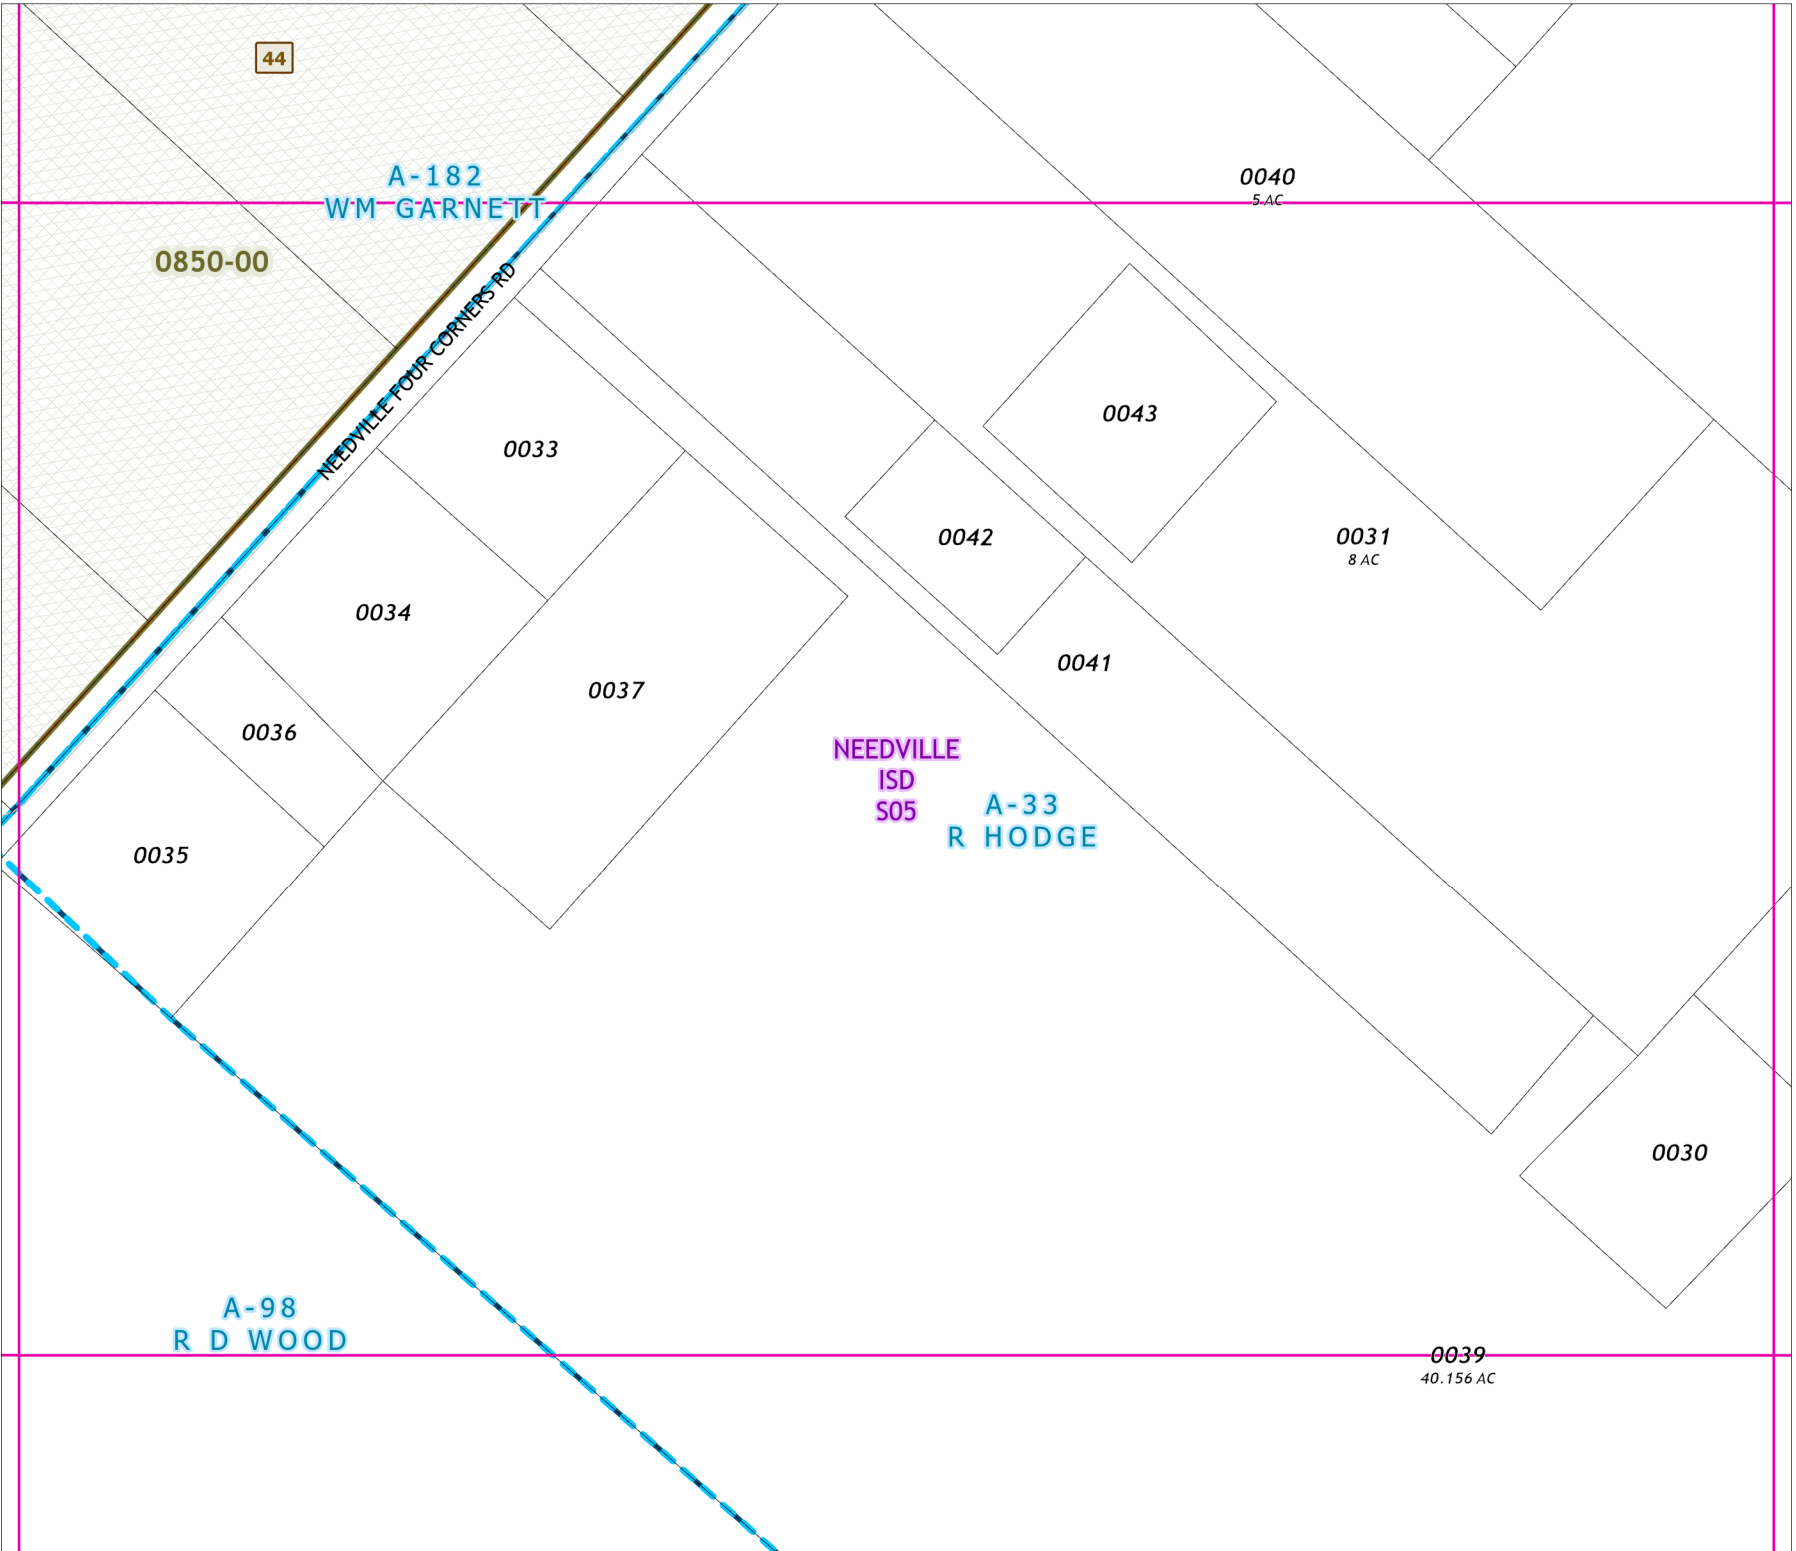 44
A-182
WM GARNETT
0040
5 AC
0850-00
NEEDVILLE FOUR CORNERS RD
0043
0033
0042
0031
8 AC
0034
0041
0037
0036
NEEDVILLE
ISD
S05
A-33
R HODGE
0035
0030
A-98
R D WOOD
0039
40.156 AC